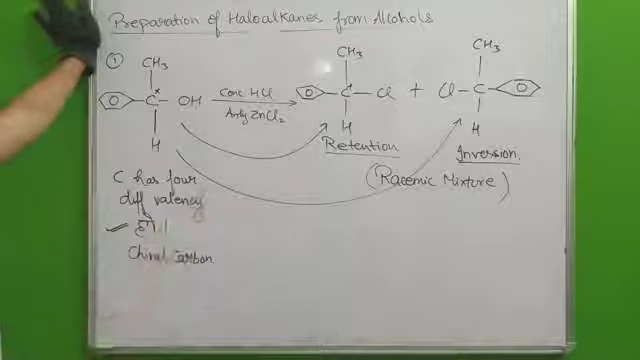 Preparation of Haloalkanes from Alcohols
①
CH3
C* OH
H
Conc HCl
Anhy ZnCl2
CH3
C Cl
H
Retention
+
CH3
Cl C
H
Inversion.
(Racemic Mixture)
C has four
diff valency
Chiral Carbon